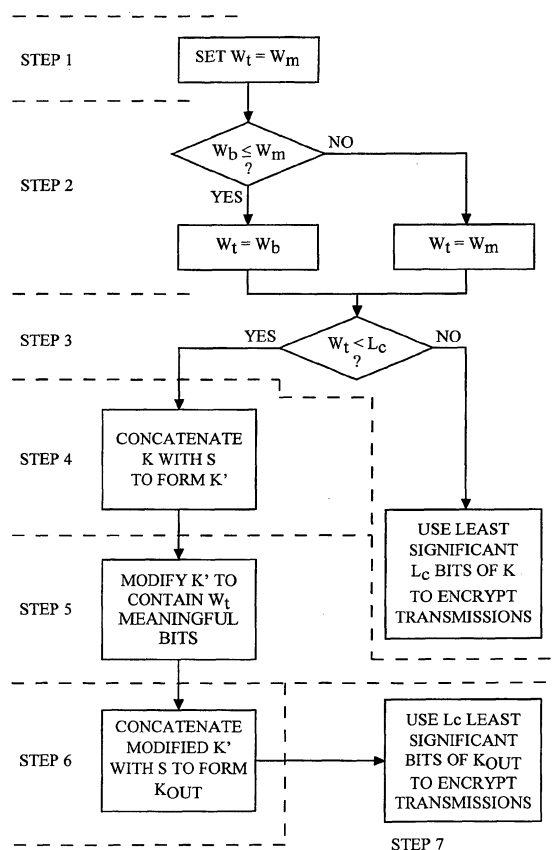 STEP 1
SET Wt = Wm
STEP 2
Wb ≤ Wm
?
NO
YES
Wt = Wb
Wt = Wm
STEP 3
YES
Wt < Lc
?
NO
STEP 4
CONCATENATE
K WITH S
TO FORM K’
USE LEAST
SIGNIFICANT
Lc BITS OF K
TO ENCRYPT
TRANSMISSIONS
STEP 5
MODIFY K’ TO
CONTAIN Wt
MEANINGFUL
BITS
STEP 6
CONCATENATE
MODIFIED K’
WITH S TO FORM
KOUT
USE Lc LEAST
SIGNIFICANT
BITS OF KOUT
TO ENCRYPT
TRANSMISSIONS
STEP 7